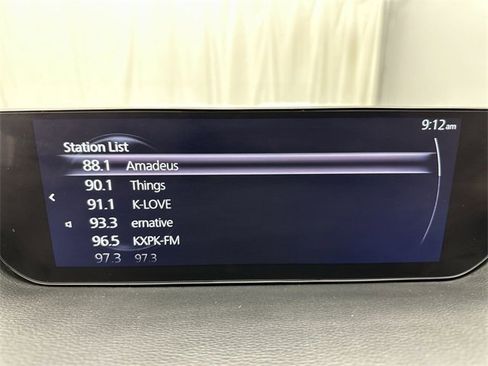 9:12am
Station List
88.1 Amadeus
90.1 Things
91.1 K-LOVE
93.3 ernative
96.5 KXPK-FM
97.3 97.3